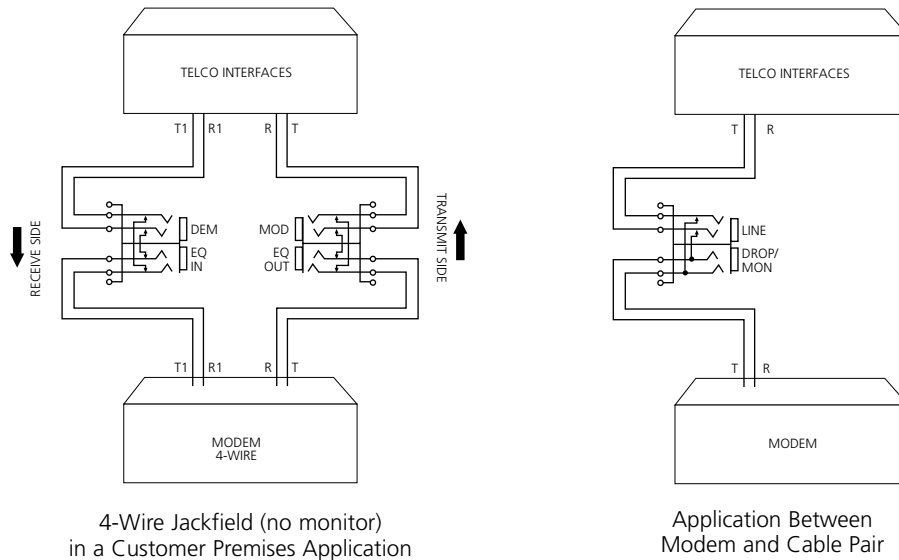 TELCO INTERFACES
T1 R1 R T
RECEIVE SIDE
DEM
EQ
IN
MOD
EQ
OUT
TRANSMIT SIDE
T1 R1 R T
MODEM
4-WIRE
4-Wire Jackfield (no monitor)
in a Customer Premises Application
TELCO INTERFACES
T R
LINE
DROP/
MON
T R
MODEM
Application Between
Modem and Cable Pair